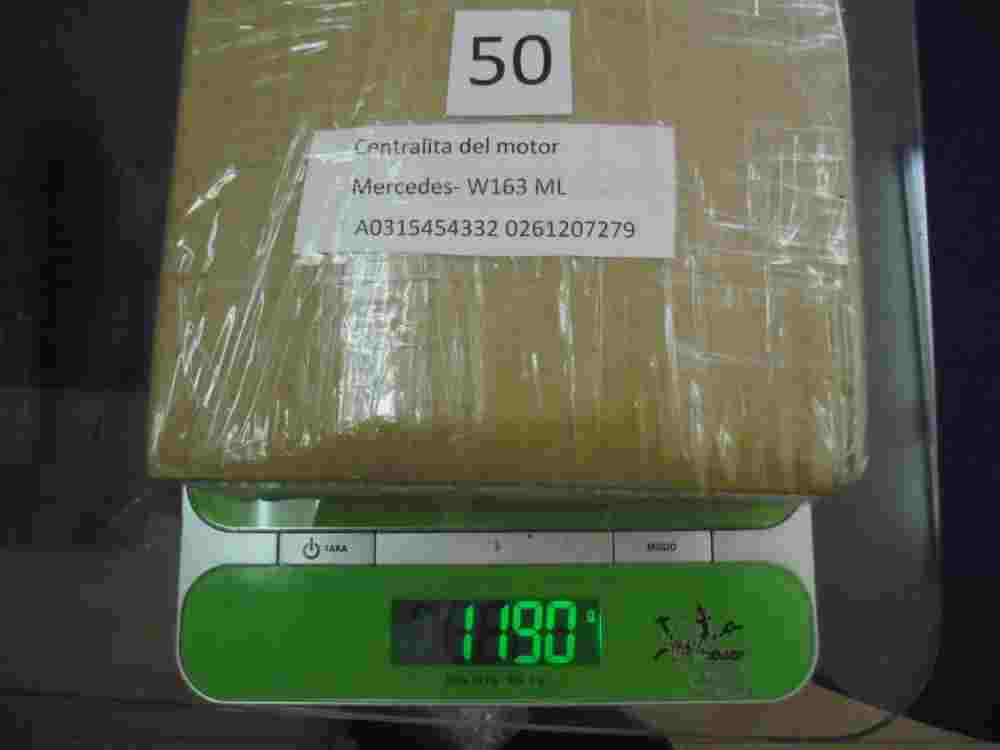 50
Centralita del motor
Mercedes- W163 ML
A0315454332 0261207279
TARA
MODO
1190 g